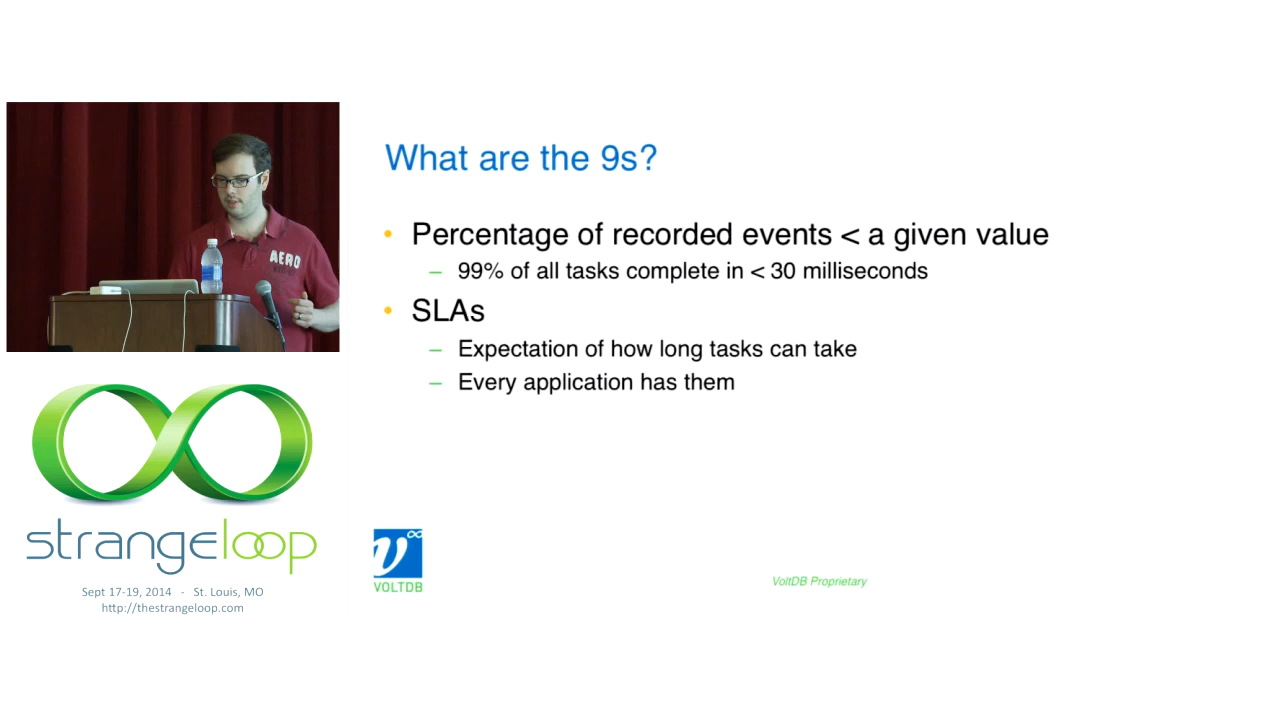 What are the 9s?
• Percentage of recorded events < a given value
– 99% of all tasks complete in < 30 milliseconds
• SLAs
– Expectation of how long tasks can take
– Every application has them
AERO
strangeloop
Sept 17-19, 2014 - St. Louis, MO
http://thestrangeloop.com
VOLTDB
VoltDB Proprietary